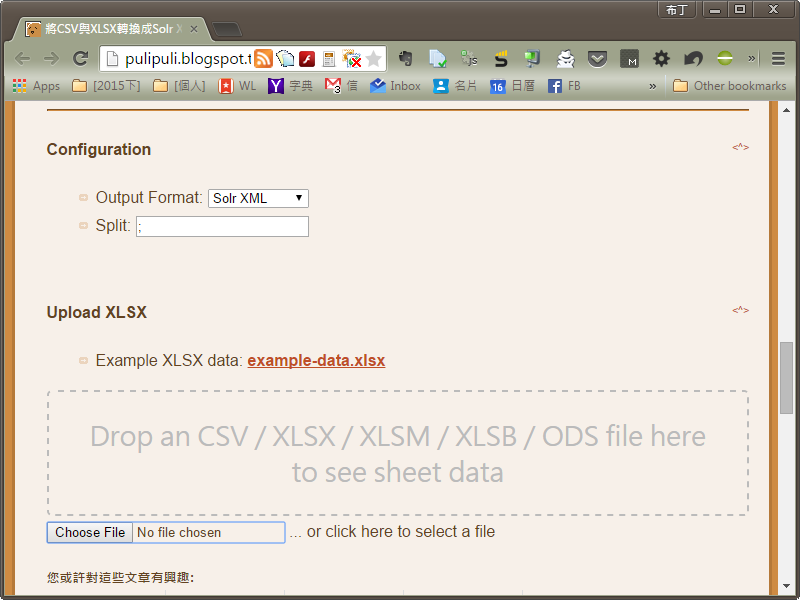 布丁
將CSV與XLSX轉換成Solr X
pulipuli.blogspot.t
Apps [2015下] [個人] WL 字典 信 Inbox 名片 16 日曆 FB » Other bookmarks
Configuration <^>
Output Format: Solr XML
Split: ;
Upload XLSX <^>
Example XLSX data: example-data.xlsx
Drop an CSV / XLSX / XLSM / XLSB / ODS file here
to see sheet data
Choose File No file chosen ... or click here to select a file
您或許對這些文章有興趣: